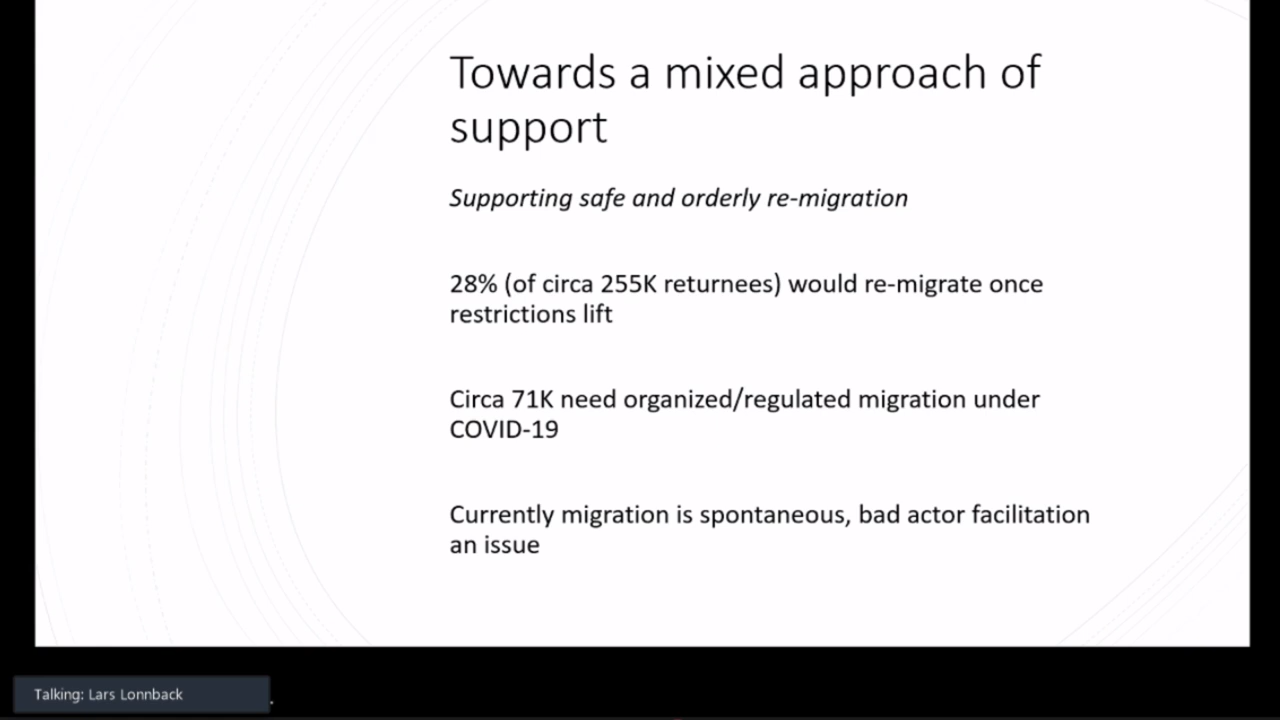 Towards a mixed approach of
support
Supporting safe and orderly re-migration
28% (of circa 255K returnees) would re-migrate once
restrictions lift
Circa 71K need organized/regulated migration under
COVID-19
Currently migration is spontaneous, bad actor facilitation
an issue
Talking: Lars Lonnback